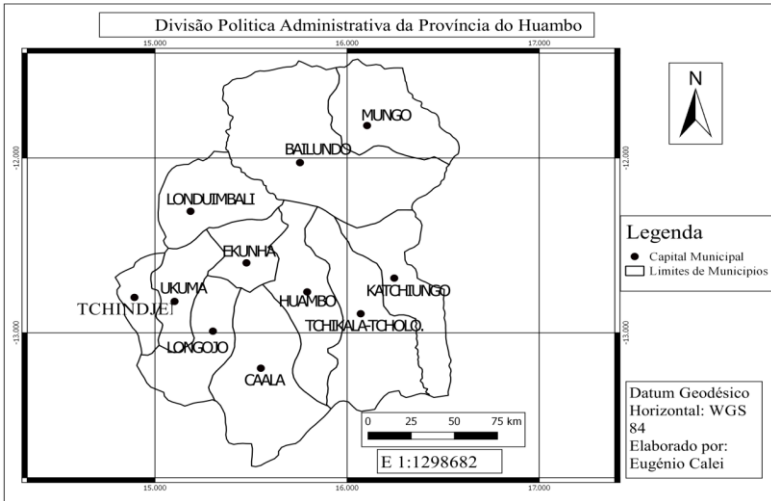 Divisão Politica Administrativa da Província do Huambo
15.000 16.000 17.000
N
MUNGO
BAILUNDO
-12.000 -12.000
LONDUIMBALI
Legenda
Capital Municipal
Limites de Municipios
EKUNHA
UKUMA
KATCHIUNGO
TCHINDJE
HUAMBO
TCHIKALA-TCHOLO.
-13.000 -13.000
LONGOJO
CAALA
Datum Geodésico
Horizontal: WGS
84
Elaborado por:
Eugénio Calei
0 25 50 75 km
E 1:1298682
15.000 16.000 17.000